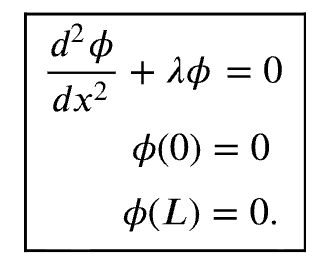 d²ϕ/dx² + λϕ = 0
ϕ(0) = 0
ϕ(L) = 0.